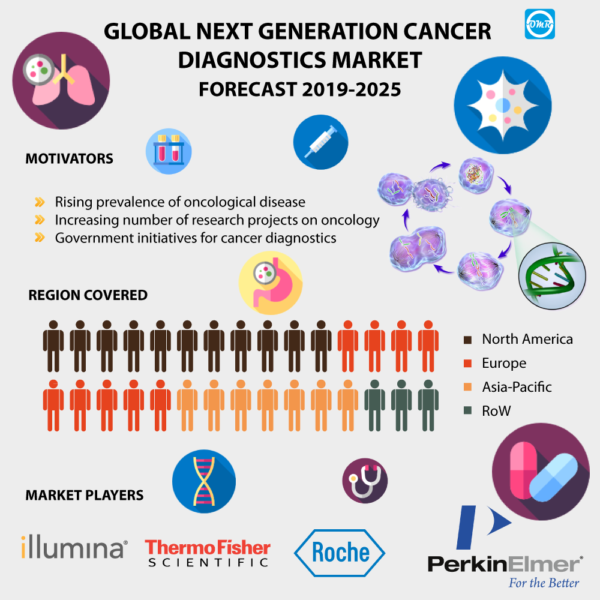 GLOBAL NEXT GENERATION CANCER
DIAGNOSTICS MARKET
FORECAST 2019-2025
DMR
MOTIVATORS
Rising prevalence of oncological disease
Increasing number of research projects on oncology
Government initiatives for cancer diagnostics
REGION COVERED
North America
Europe
Asia-Pacific
RoW
MARKET PLAYERS
illumina®
ThermoFisher
SCIENTIFIC
Roche
PerkinElmer®
For the Better